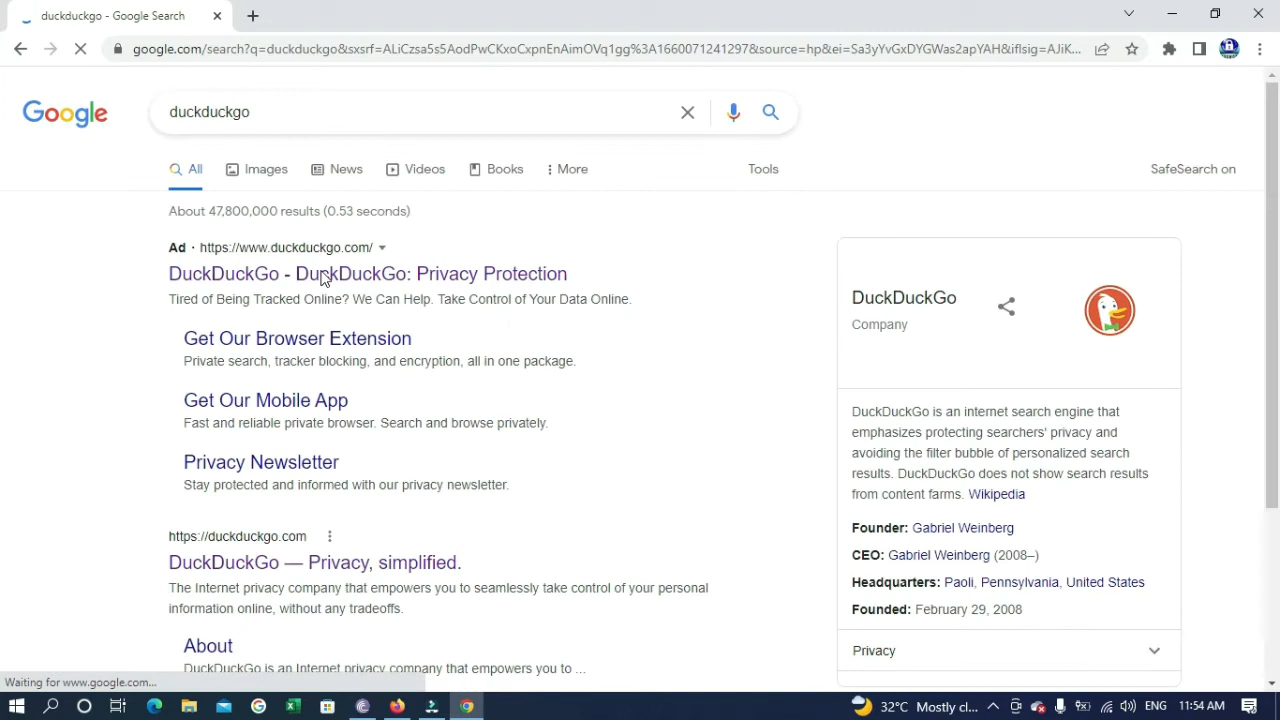 duckduckgo - Google Search
google.com/search?q=duckduckgo&sxsrf=ALiCzsa5s5AodPwCKxoCxpnEnAimOVq1gg%3A1660071241297&source=hp&ei=Sa3yYvGxDYGWas2apYAH&iflsig=AJiK...
Google
duckduckgo
All
Images
News
Videos
Books
More
Tools
SafeSearch on
About 47,800,000 results (0.53 seconds)
Ad · https://www.duckduckgo.com/
DuckDuckGo - DuckDuckGo: Privacy Protection
Tired of Being Tracked Online? We Can Help. Take Control of Your Data Online.
Get Our Browser Extension
Private search, tracker blocking, and encryption, all in one package.
Get Our Mobile App
Fast and reliable private browser. Search and browse privately.
Privacy Newsletter
Stay protected and informed with our privacy newsletter.
https://duckduckgo.com
DuckDuckGo — Privacy, simplified.
The Internet privacy company that empowers you to seamlessly take control of your personal
information online, without any tradeoffs.
About
DuckDuckGo is an Internet privacy company that empowers you to ...
DuckDuckGo
Company
DuckDuckGo is an internet search engine that
emphasizes protecting searchers' privacy and
avoiding the filter bubble of personalized search
results. DuckDuckGo does not show search results
from content farms. Wikipedia
Founder: Gabriel Weinberg
CEO: Gabriel Weinberg (2008–)
Headquarters: Paoli, Pennsylvania, United States
Founded: February 29, 2008
Privacy
Waiting for www.google.com...
32°C Mostly cl...
ENG
11:54 AM